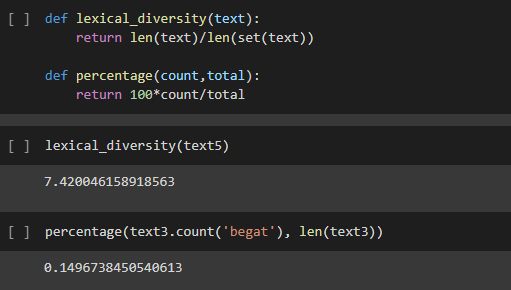 [ ] def lexical_diversity(text):
        return len(text)/len(set(text))
    def percentage(count,total):
        return 100*count/total
[ ] lexical_diversity(text5)
7.420046158918563
[ ] percentage(text3.count('begat'), len(text3))
0.1496738450540613